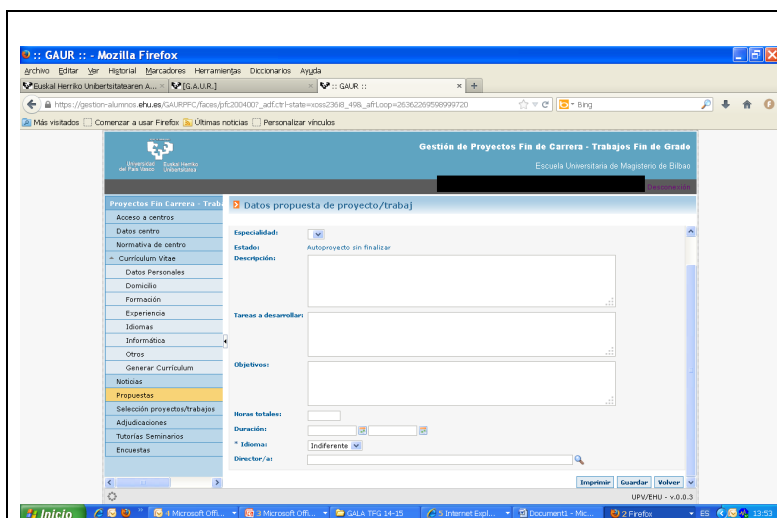 :: GAUR :: - Mozilla Firefox
Archivo Editar Ver Historial Marcadores Herramientas Diccionarios Ayuda
Euskal Herriko Unibertsitatearen A... × [G.A.U.R.] × :: GAUR :: × +
https://gestion-alumnos.ehu.es/GAURPFC/faces/pfc2004007_adf.ctrl-state=xoss236i8_49&_afrLoop=26362269598999720 Bing
Más visitados Comenzar a usar Firefox Últimas noticias Personalizar vínculos
Gestión de Proyectos Fin de Carrera - Trabajos Fin de Grado
Universidad del País Vasco Euskal Herriko Unibertsitatea
Escuela Universitaria de Magisterio de Bilbao
Desconexión
Proyectos Fin Carrera - Traba
Datos propuesta de proyecto/trabaj
Acceso a centros
Datos centro
Normativa de centro
Currículum Vitae
Datos Personales
Domicilio
Formación
Experiencia
Idiomas
Informática
Otros
Generar Currículum
Noticias
Propuestas
Selección proyectos/trabajos
Adjudicaciones
Tutorías Seminarios
Encuestas
Especialidad:
Estado: Autoproyecto sin finalizar
Descripción:
Tareas a desarrollar:
Objetivos:
Horas totales:
Duración:
* Idioma: Indiferente
Director/a:
Imprimir Guardar Volver
UPV/EHU - v.0.0.3
Inicio 4 Microsoft Offi... 3 Microsoft Offi... GALA TFG 14-15 5 Internet Expl... Document1 - Mic... 2 Firefox ES 13:53